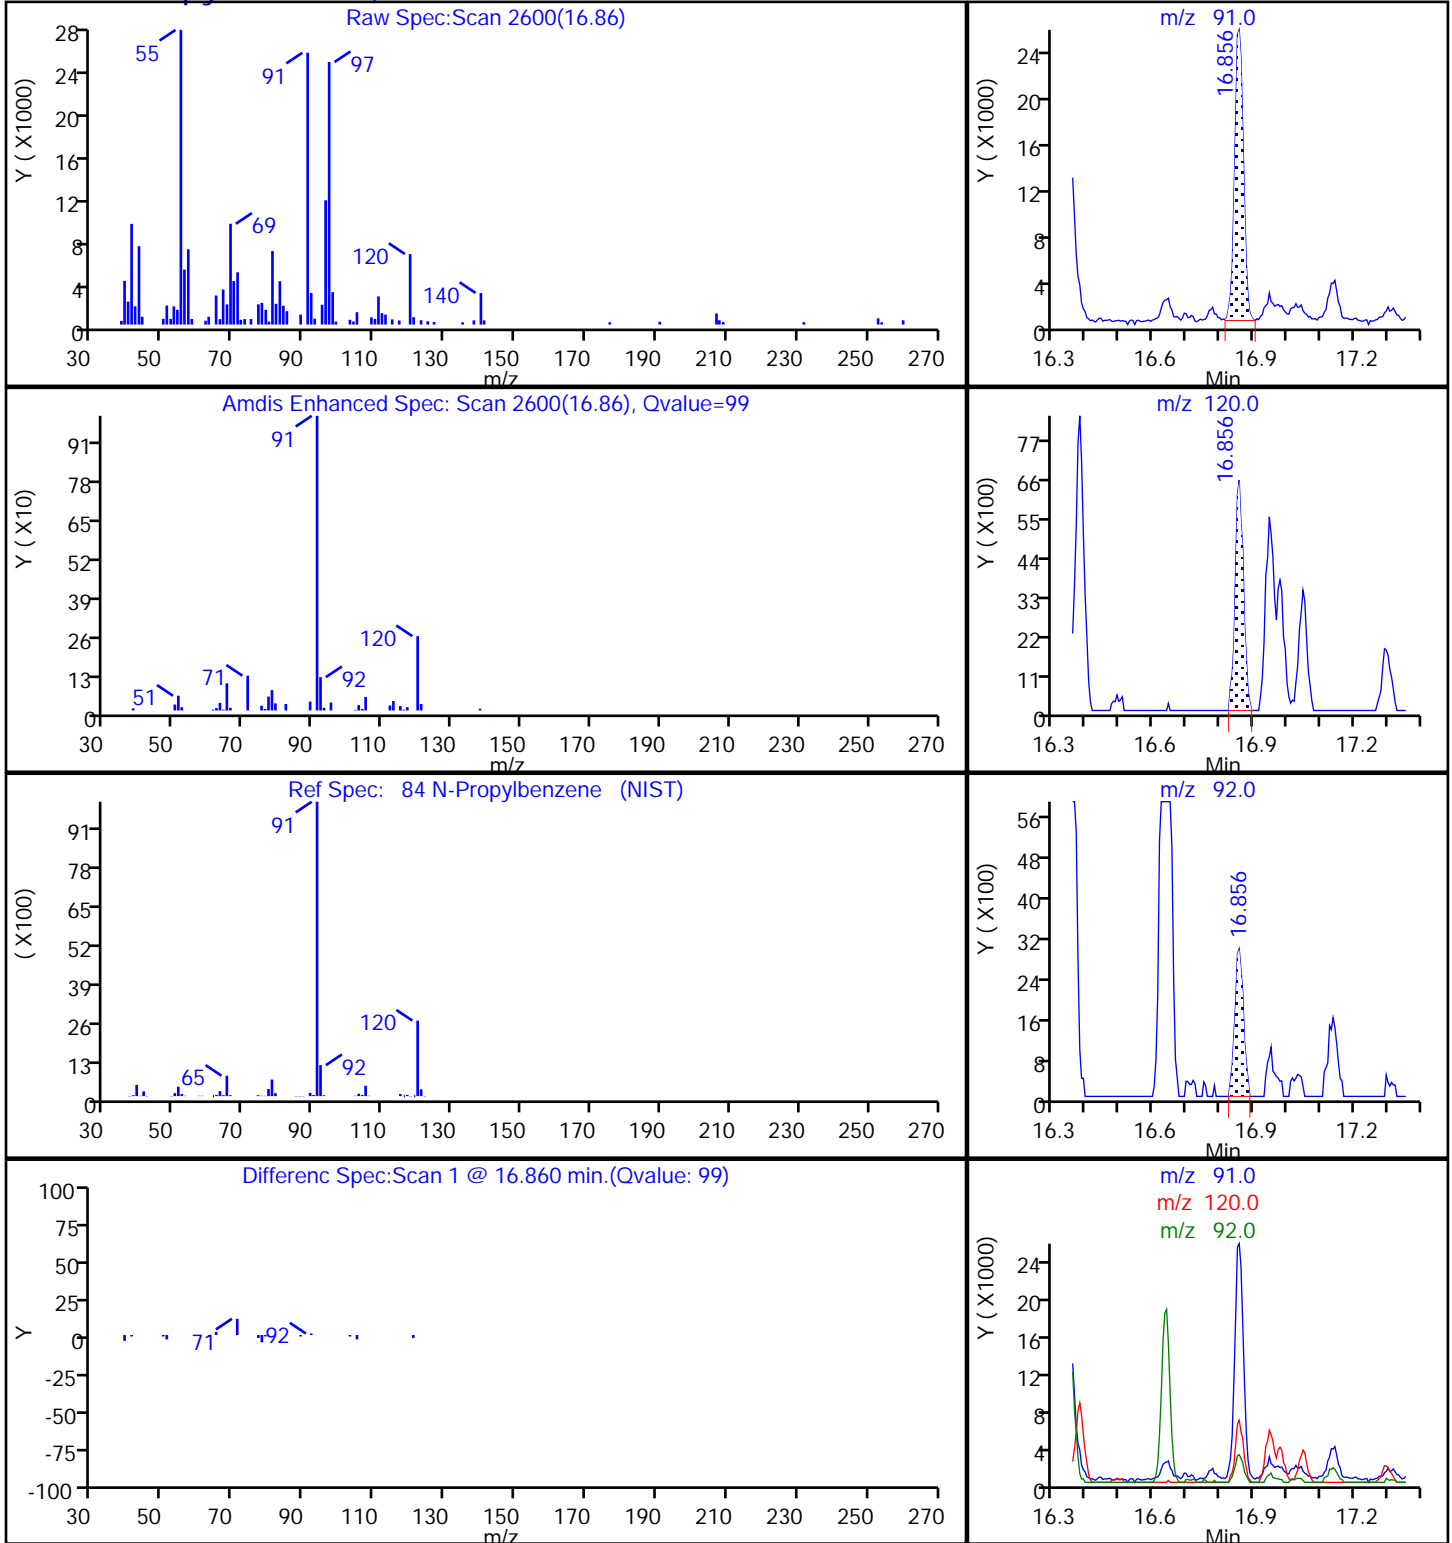 Raw Spec:Scan 2600(16.86)
Y ( X1000)
28
24
20
16
12
8
4
0
55
91
97
69
120
140
30 50 70 90 110 130 150 170 190 210 230 250 270
m/z
m/z 91.0
Y ( X1000)
24
20
16
12
8
4
0
16.856
16.3 16.6 16.9 17.2
Min
Amdis Enhanced Spec: Scan 2600(16.86), Qvalue=99
Y ( X10)
91
78
65
52
39
26
13
0
91
120
71
92
51
30 50 70 90 110 130 150 170 190 210 230 250 270
m/z
m/z 120.0
Y ( X100)
77
66
55
44
33
22
11
0
16.856
16.3 16.6 16.9 17.2
Min
Ref Spec: 84 N-Propylbenzene (NIST)
( X100)
91
78
65
52
39
26
13
0
91
120
92
65
30 50 70 90 110 130 150 170 190 210 230 250 270
m/z
m/z 92.0
Y ( X100)
56
48
40
32
24
16
8
0
16.856
16.3 16.6 16.9 17.2
Min
Differenc Spec:Scan 1 @ 16.860 min.(Qvalue: 99)
Y
100
75
50
25
0
-25
-50
-75
-100
71
92
30 50 70 90 110 130 150 170 190 210 230 250 270
m/z
m/z 91.0
m/z 120.0
m/z 92.0
Y ( X1000)
24
20
16
12
8
4
0
16.3 16.6 16.9 17.2
Min